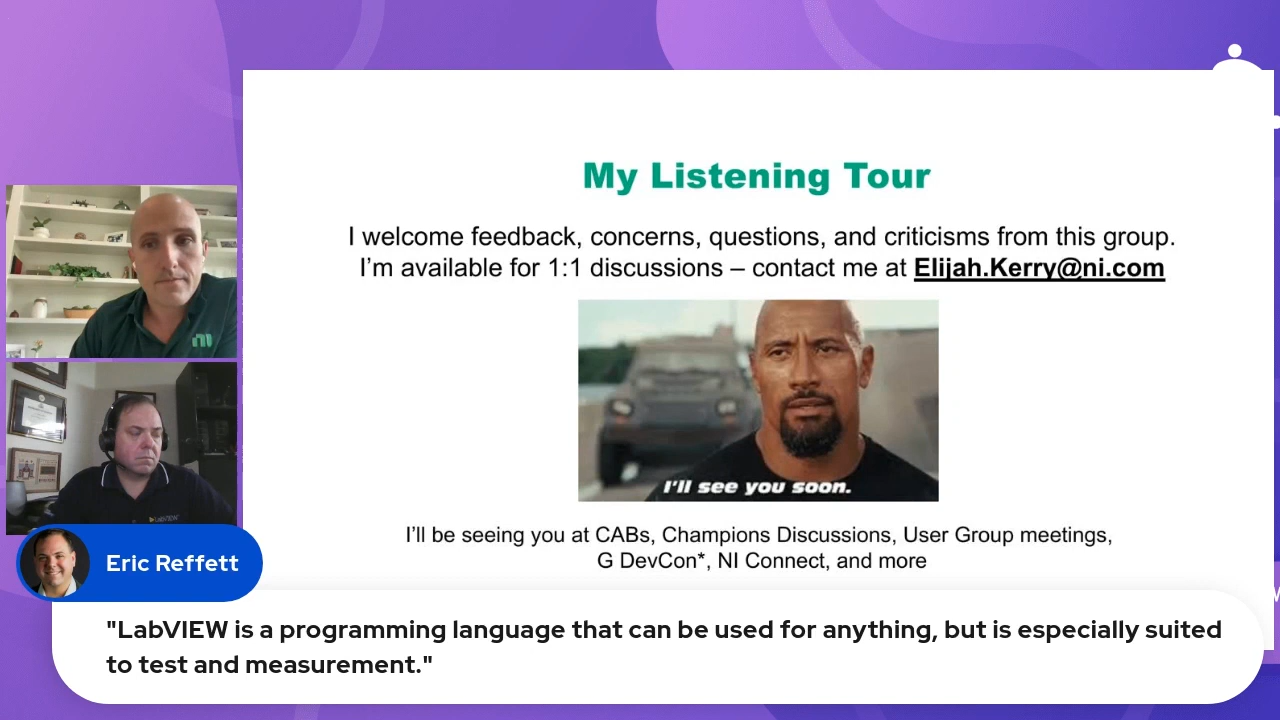 My Listening Tour
I welcome feedback, concerns, questions, and criticisms from this group.
I'm available for 1:1 discussions – contact me at Elijah.Kerry@ni.com
I'll see you soon.
I'll be seeing you at CABs, Champions Discussions, User Group meetings,
G DevCon*, NI Connect, and more
ni
LabVIEW
Eric Reffett
"LabVIEW is a programming language that can be used for anything, but is especially suited
to test and measurement."